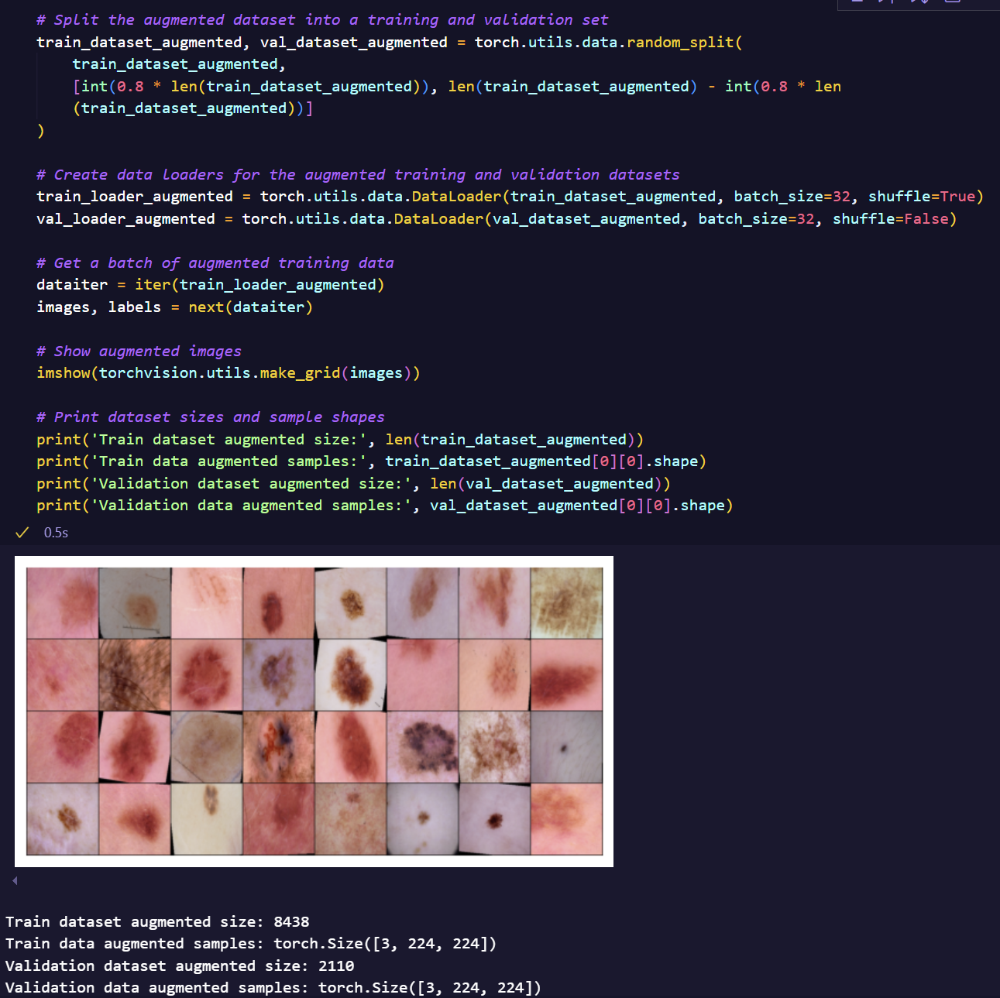 # Split the augmented dataset into a training and validation set
train_dataset_augmented, val_dataset_augmented = torch.utils.data.random_split(
    train_dataset_augmented,
    [int(0.8 * len(train_dataset_augmented)), len(train_dataset_augmented) - int(0.8 * len
    (train_dataset_augmented))]
)
# Create data loaders for the augmented training and validation datasets
train_loader_augmented = torch.utils.data.DataLoader(train_dataset_augmented, batch_size=32, shuffle=True)
val_loader_augmented = torch.utils.data.DataLoader(val_dataset_augmented, batch_size=32, shuffle=False)
# Get a batch of augmented training data
dataiter = iter(train_loader_augmented)
images, labels = next(dataiter)
# Show augmented images
imshow(torchvision.utils.make_grid(images))
# Print dataset sizes and sample shapes
print('Train dataset augmented size:', len(train_dataset_augmented))
print('Train data augmented samples:', train_dataset_augmented[0][0].shape)
print('Validation dataset augmented size:', len(val_dataset_augmented))
print('Validation data augmented samples:', val_dataset_augmented[0][0].shape)
0.5s
Train dataset augmented size: 8438
Train data augmented samples: torch.Size([3, 224, 224])
Validation dataset augmented size: 2110
Validation data augmented samples: torch.Size([3, 224, 224])